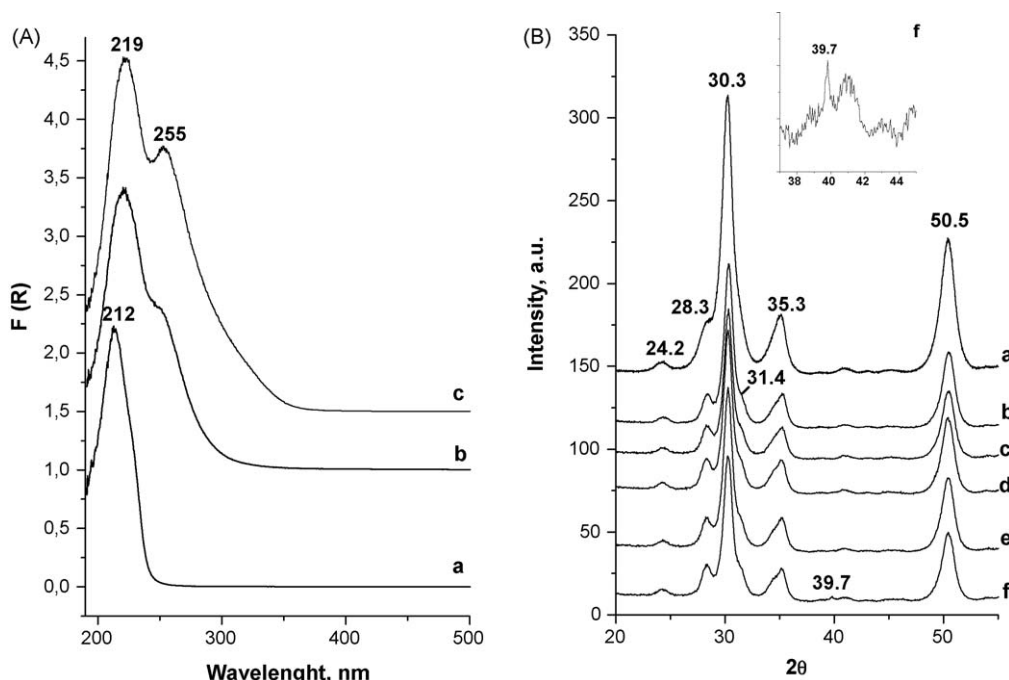 (A)
219
4,5
4,0
255
3,5
3,0
2,5
212
2,0
c
1,5
b
1,0
0,5
a
0,0
F (R)
200 300 400 500
Wavelenght, nm
(B)
350
f
39.7
30.3
300
38 40 42 44
250
50.5
200
28.3
35.3
24.2
150
a
31.4
b
100
c
d
50
e
39.7
f
0
Intensity, a.u.
20 30 40 50
2θ